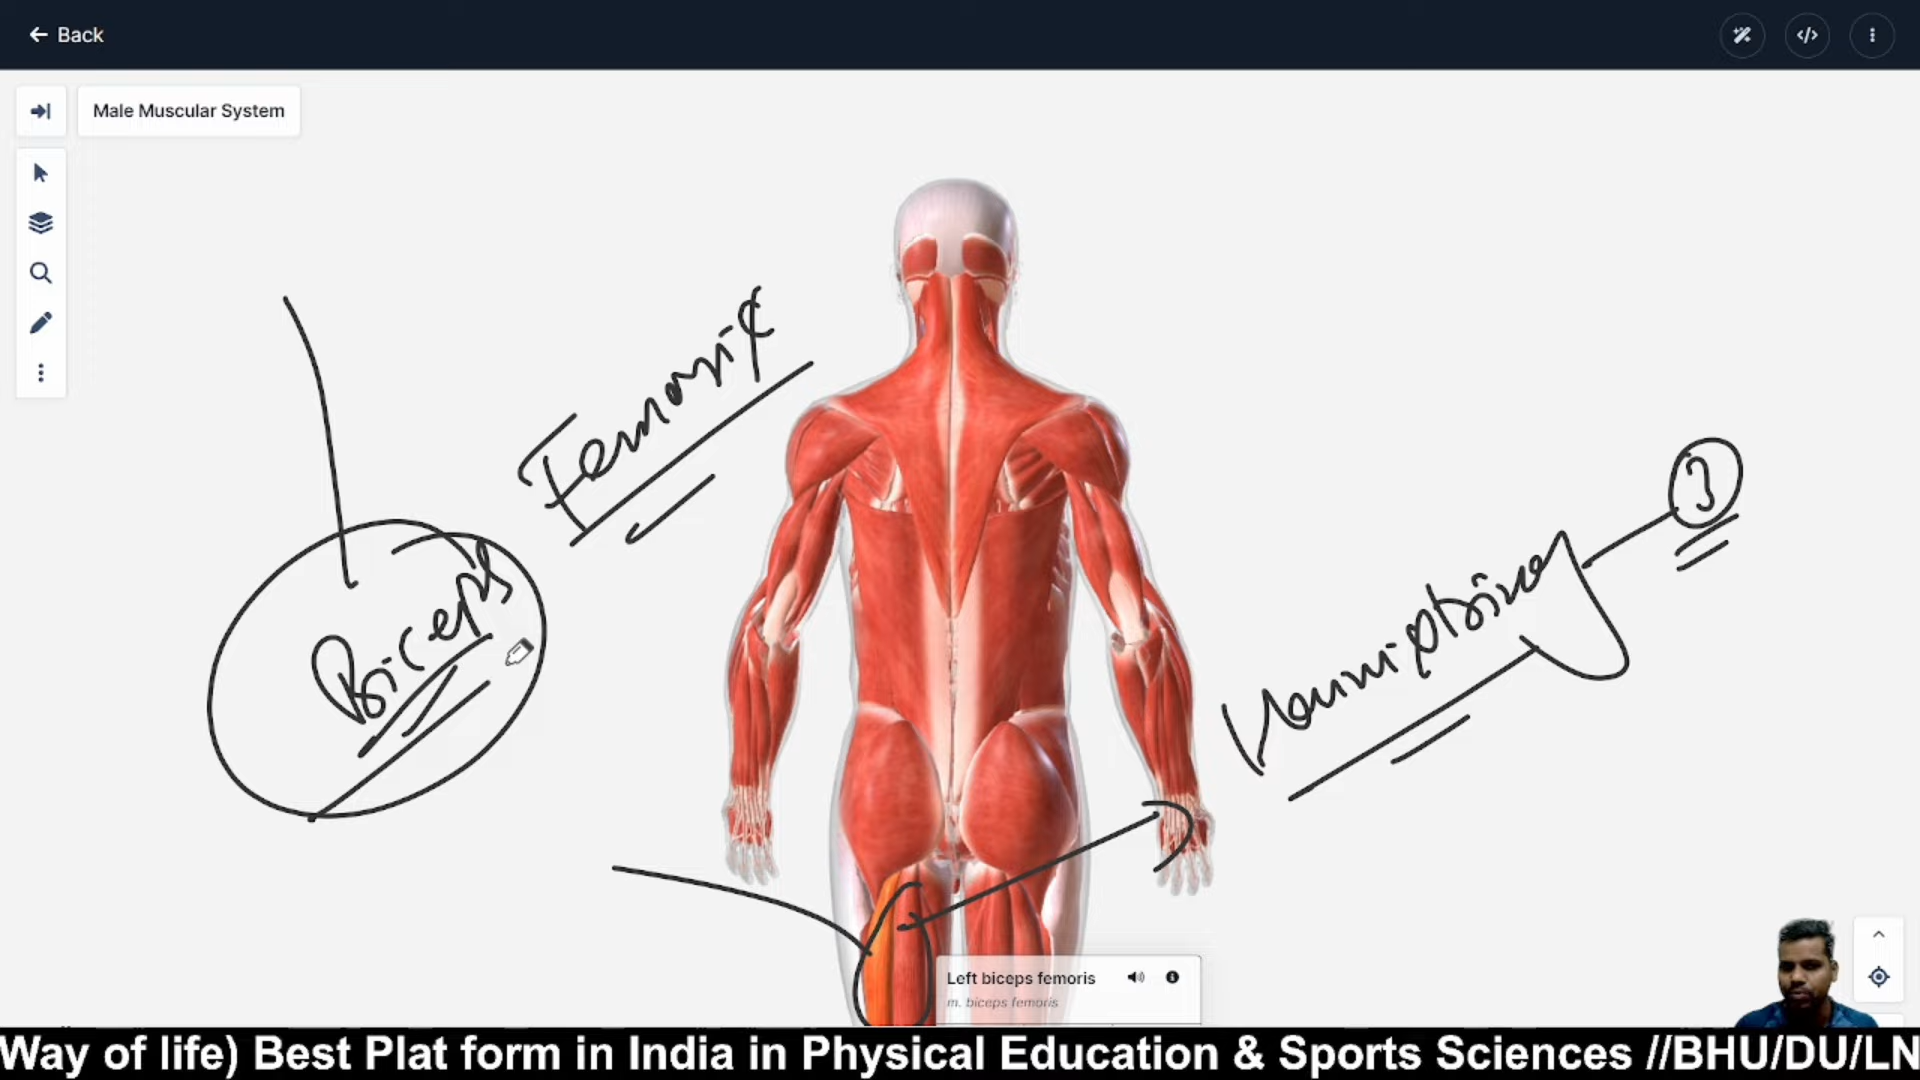 Back
Male Muscular System
Femoris
Biceps
3
Left biceps femoris
m. biceps femoris
Way of life) Best Plat form in India in Physical Education & Sports Sciences //BHU/DU/LN